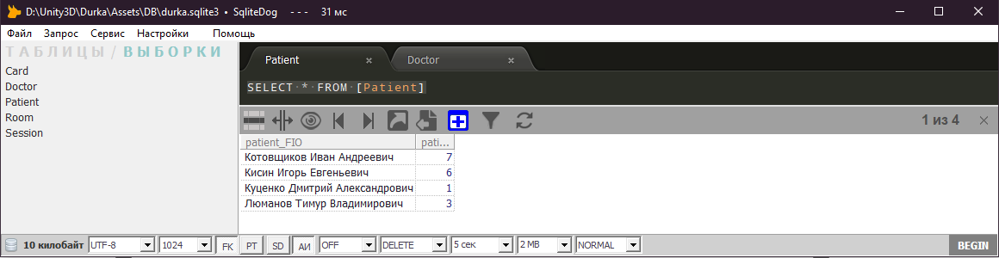 D:\Unity3D\Durka\Assets\DB\durka.sqlite3 • SqliteDog - - - 31 мс
Файл Запрос Сервис Настройки Помощь
ТАБЛИЦЫ/ВЫБОРКИ
Card
Doctor
Patient
Room
Session
Patient × Doctor ×
SELECT * FROM [Patient]
1 из 4 ×
patient_FIO pati...
Котовщиков Иван Андреевич 7
Кисин Игорь Евгеньевич 6
Куценко Дмитрий Александрович 1
Люманов Тимур Владимирович 3
10 килобайт UTF-8 1024 FK PT SD АИ OFF DELETE 5 сек 2 MB NORMAL BEGIN